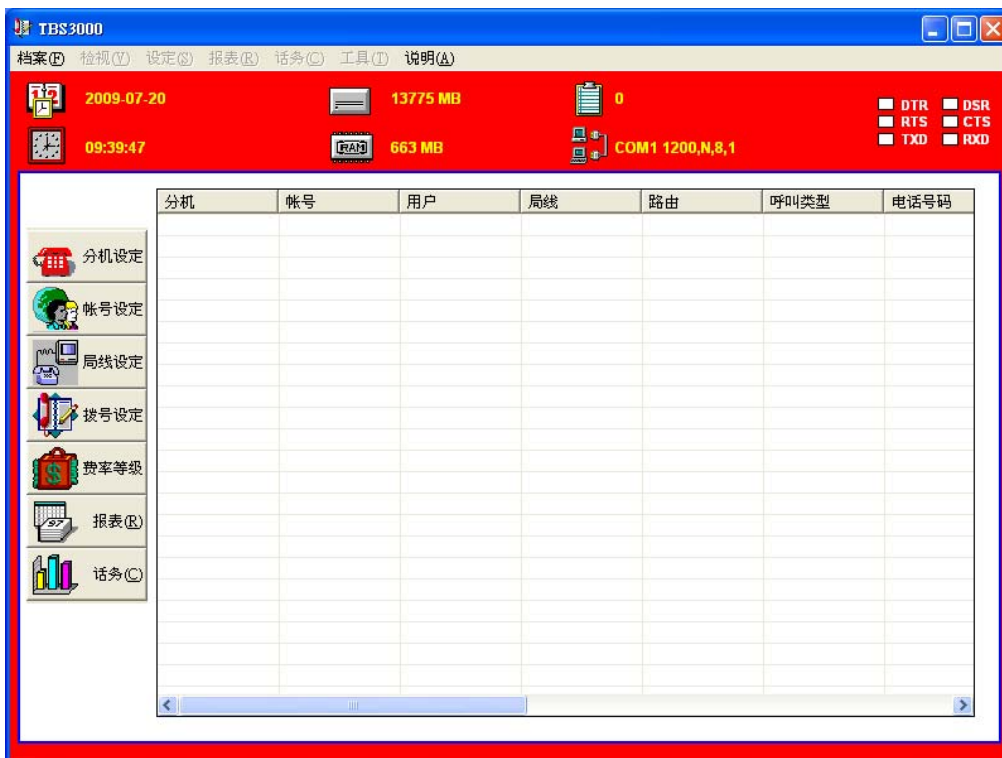 TBS3000
档案(F) 检视(V) 设定(S) 报表(R) 话务(C) 工具(T) 说明(A)
2009-07-20 13775 MB 0
DTR DSR
RTS CTS
TXD RXD
09:39:47 RAM 663 MB COM1 1200,N,8,1
分机 帐号 用户 局线 路由 呼叫类型 电话号码
分机设定
帐号设定
局线设定
拨号设定
费率等级
报表(R)
话务(C)